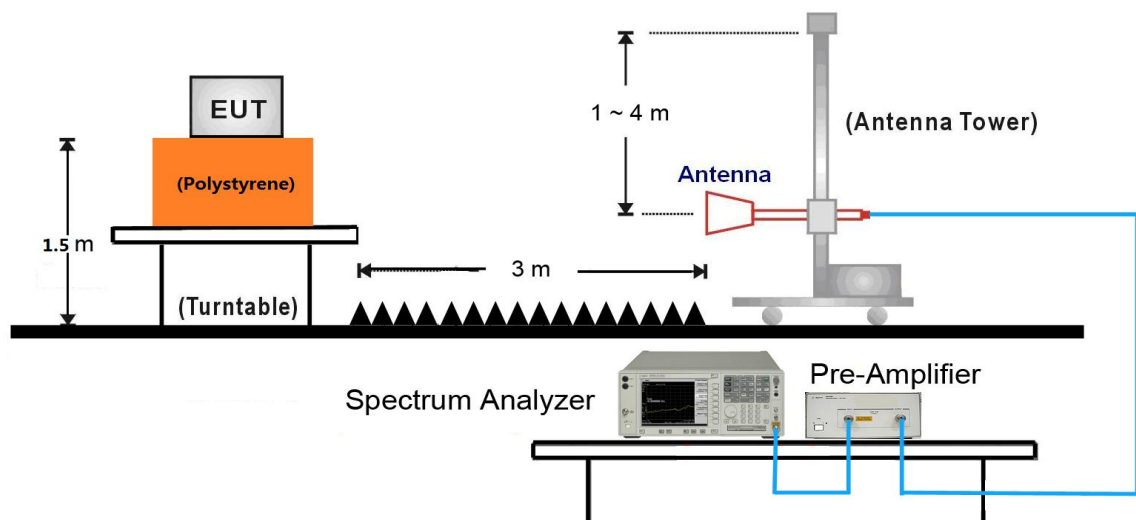 EUT
(Polystyrene)
1.5 m
(Turntable)
3 m
1 ~ 4 m
(Antenna Tower)
Antenna
Spectrum Analyzer
Pre-Amplifier